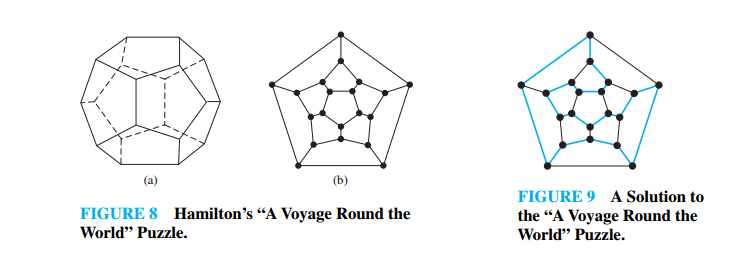 (a)
(b)
FIGURE 8 Hamilton's “A Voyage Round the
World” Puzzle.
FIGURE 9 A Solution to
the “A Voyage Round the
World” Puzzle.